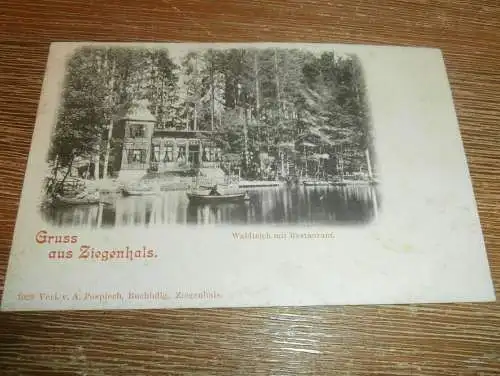 Gruss
aus Ziegenhals.
Waldteich mit Restaurant.
Verl. v. A. Pospiech, Buchhdlg, Ziegenhals.